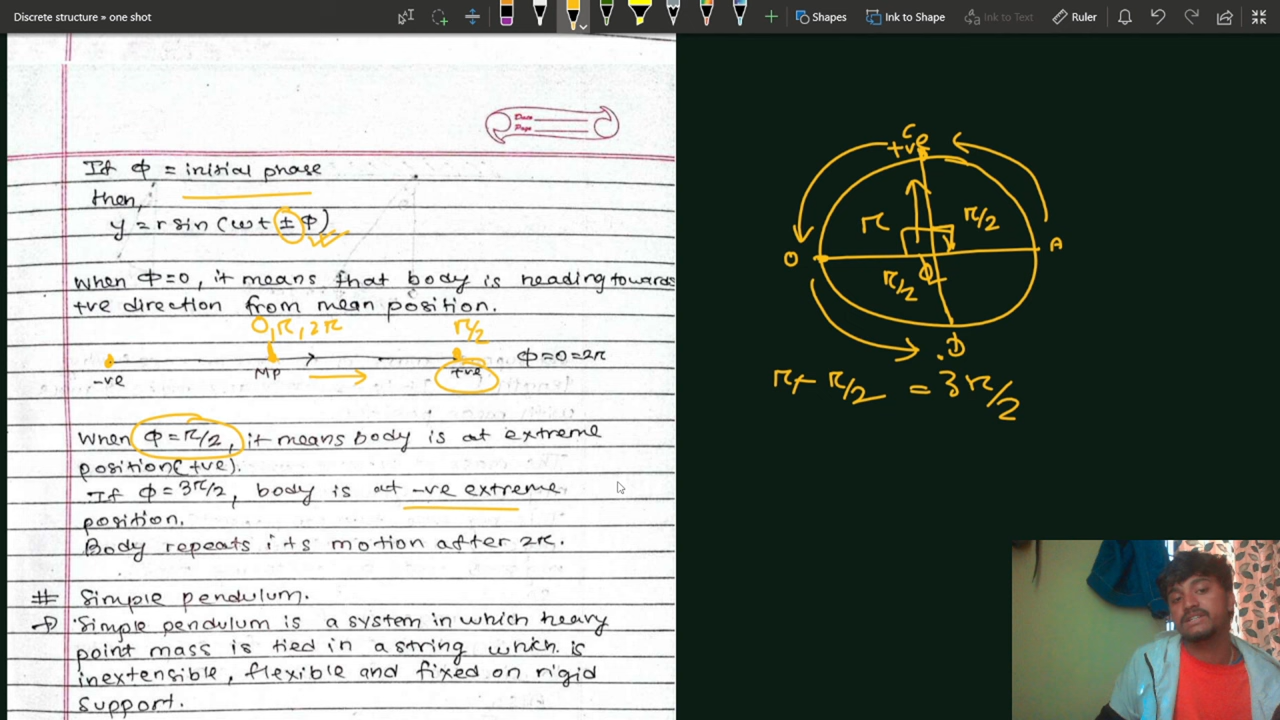 Discrete structure » one shot
Shapes
Ink to Shape
Ink to Text
Ruler
Date
Page
If Φ = initial phase
then,
y = r sin (ωt ± Φ)
When Φ=0, it means that body is heading towards
+ve direction from mean position.
0, π, 2π
π/2
-ve
MP
+ve
Φ=0=2π
When Φ=π/2, it means body is at extreme
position(+ve).
If Φ=3π/2, body is at -ve extreme
position.
Body repeats its motion after 2π.
# Simple pendulum.
Simple pendulum is a system in which heavy
point mass is tied in a string which is
inextensible, flexible and fixed on rigid
support.
C
+ve
π
π/2
A
O
π/2
D
π+ π/2 = 3π/2